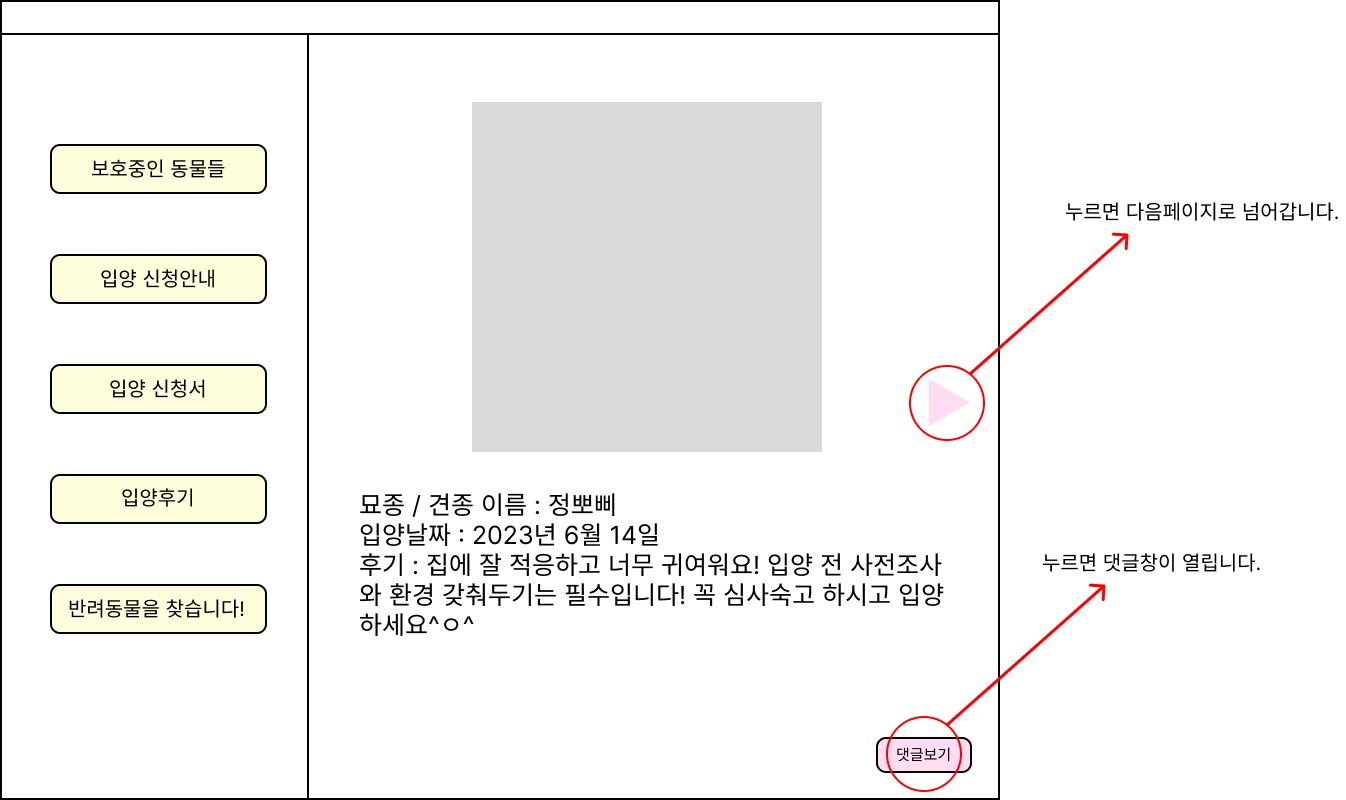 보호중인 동물들
입양 신청안내
입양 신청서
입양후기
반려동물을 찾습니다!
묘종 / 견종 이름 : 정뽀삐
입양날짜 : 2023년 6월 14일
후기 : 집에 잘 적응하고 너무 귀여워요! 입양 전 사전조사
와 환경 갖춰두기는 필수입니다! 꼭 심사숙고 하시고 입양
하세요^ㅇ^
댓글보기
누르면 다음페이지로 넘어갑니다.
누르면 댓글창이 열립니다.